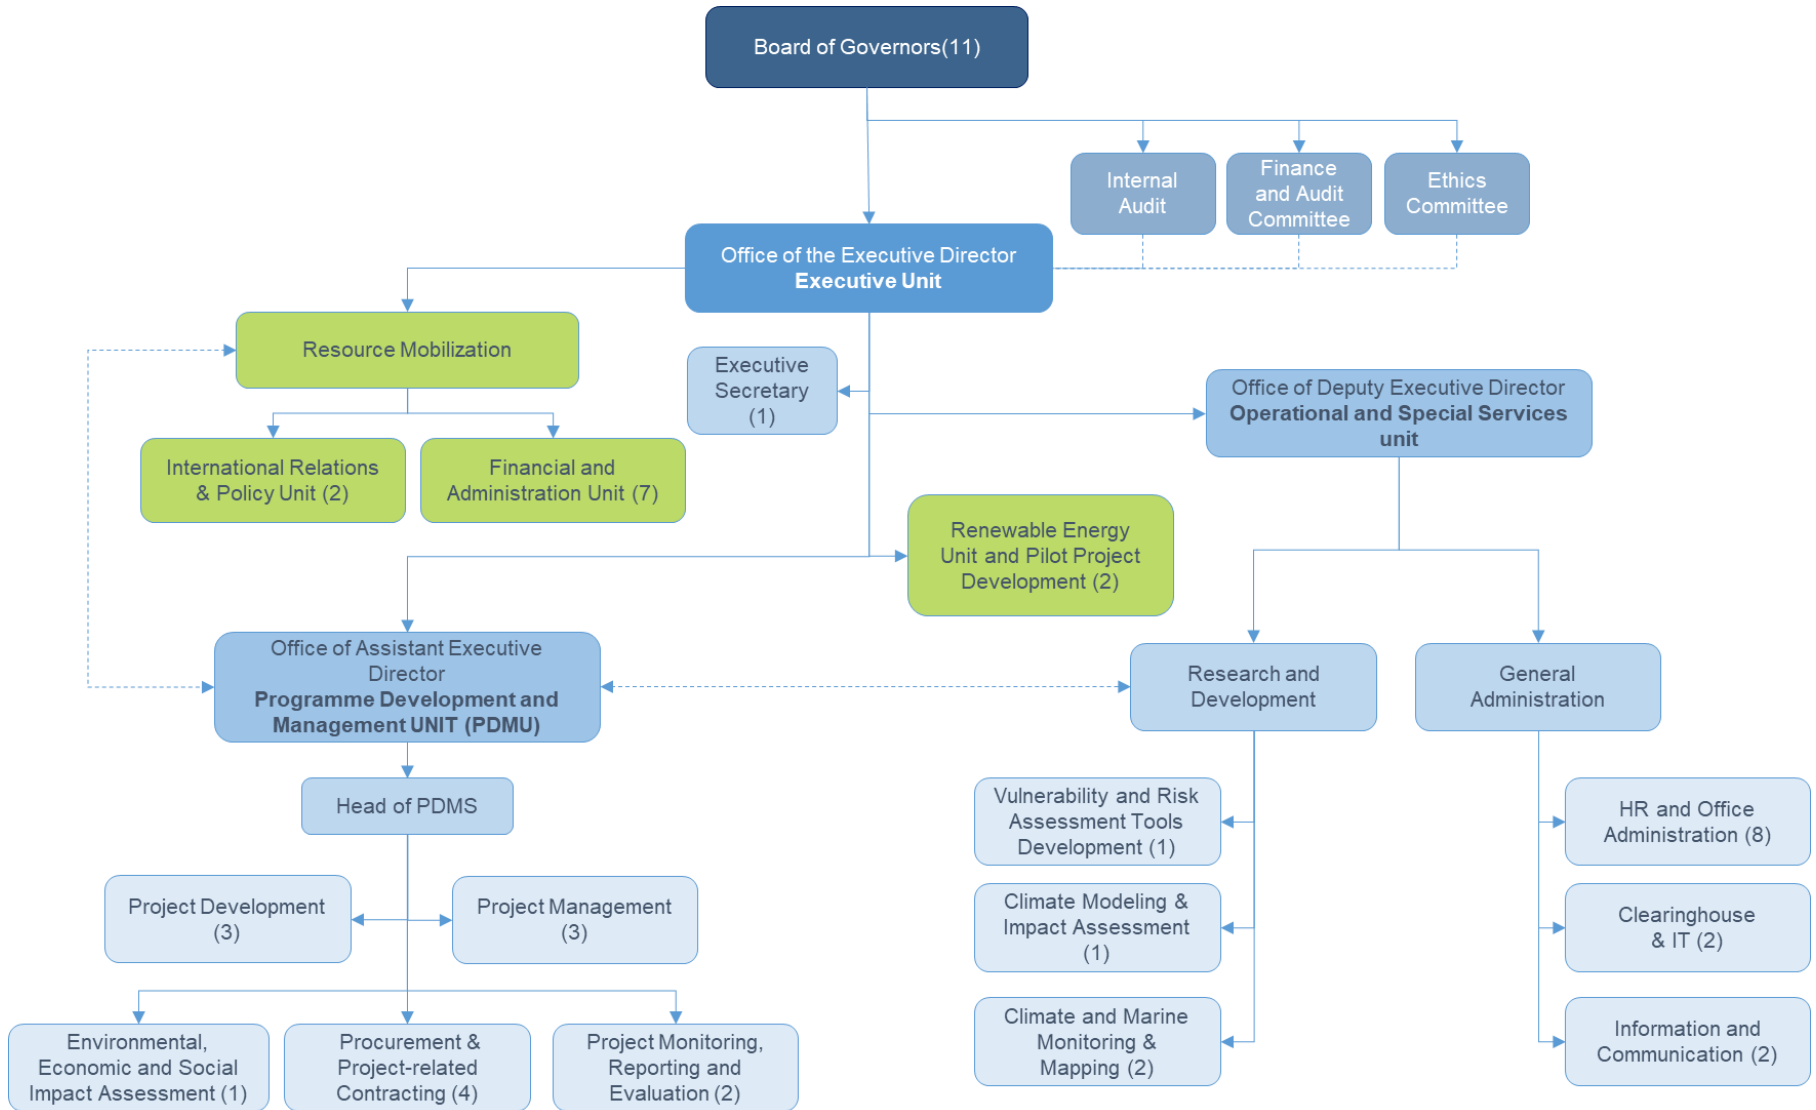 Board of Governors(11)
Internal
Audit
Finance
and Audit
Committee
Ethics
Committee
Office of the Executive Director
Executive Unit
Resource Mobilization
Executive
Secretary
(1)
Office of Deputy Executive Director
Operational and Special Services
unit
International Relations
& Policy Unit (2)
Financial and
Administration Unit (7)
Renewable Energy
Unit and Pilot Project
Development (2)
Office of Assistant Executive
Director
Programme Development and
Management UNIT (PDMU)
Research and
Development
General
Administration
Head of PDMS
Vulnerability and Risk
Assessment Tools
Development (1)
HR and Office
Administration (8)
Project Development
(3)
Project Management
(3)
Climate Modeling &
Impact Assessment
(1)
Clearinghouse
& IT (2)
Environmental,
Economic and Social
Impact Assessment (1)
Procurement &
Project-related
Contracting (4)
Project Monitoring,
Reporting and
Evaluation (2)
Climate and Marine
Monitoring &
Mapping (2)
Information and
Communication (2)